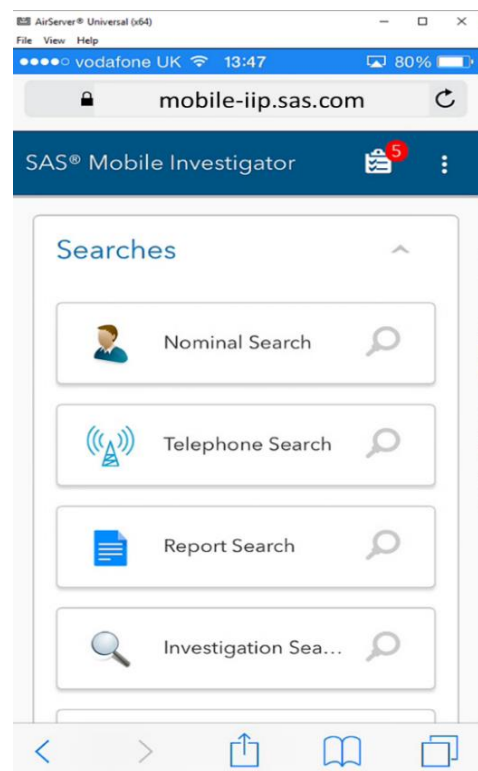 AirServer® Universal (x64)
File View Help
vodafone UK 13:47 80%
mobile-iip.sas.com
SAS® Mobile Investigator 5
Searches
Nominal Search
Telephone Search
Report Search
Investigation Sea...